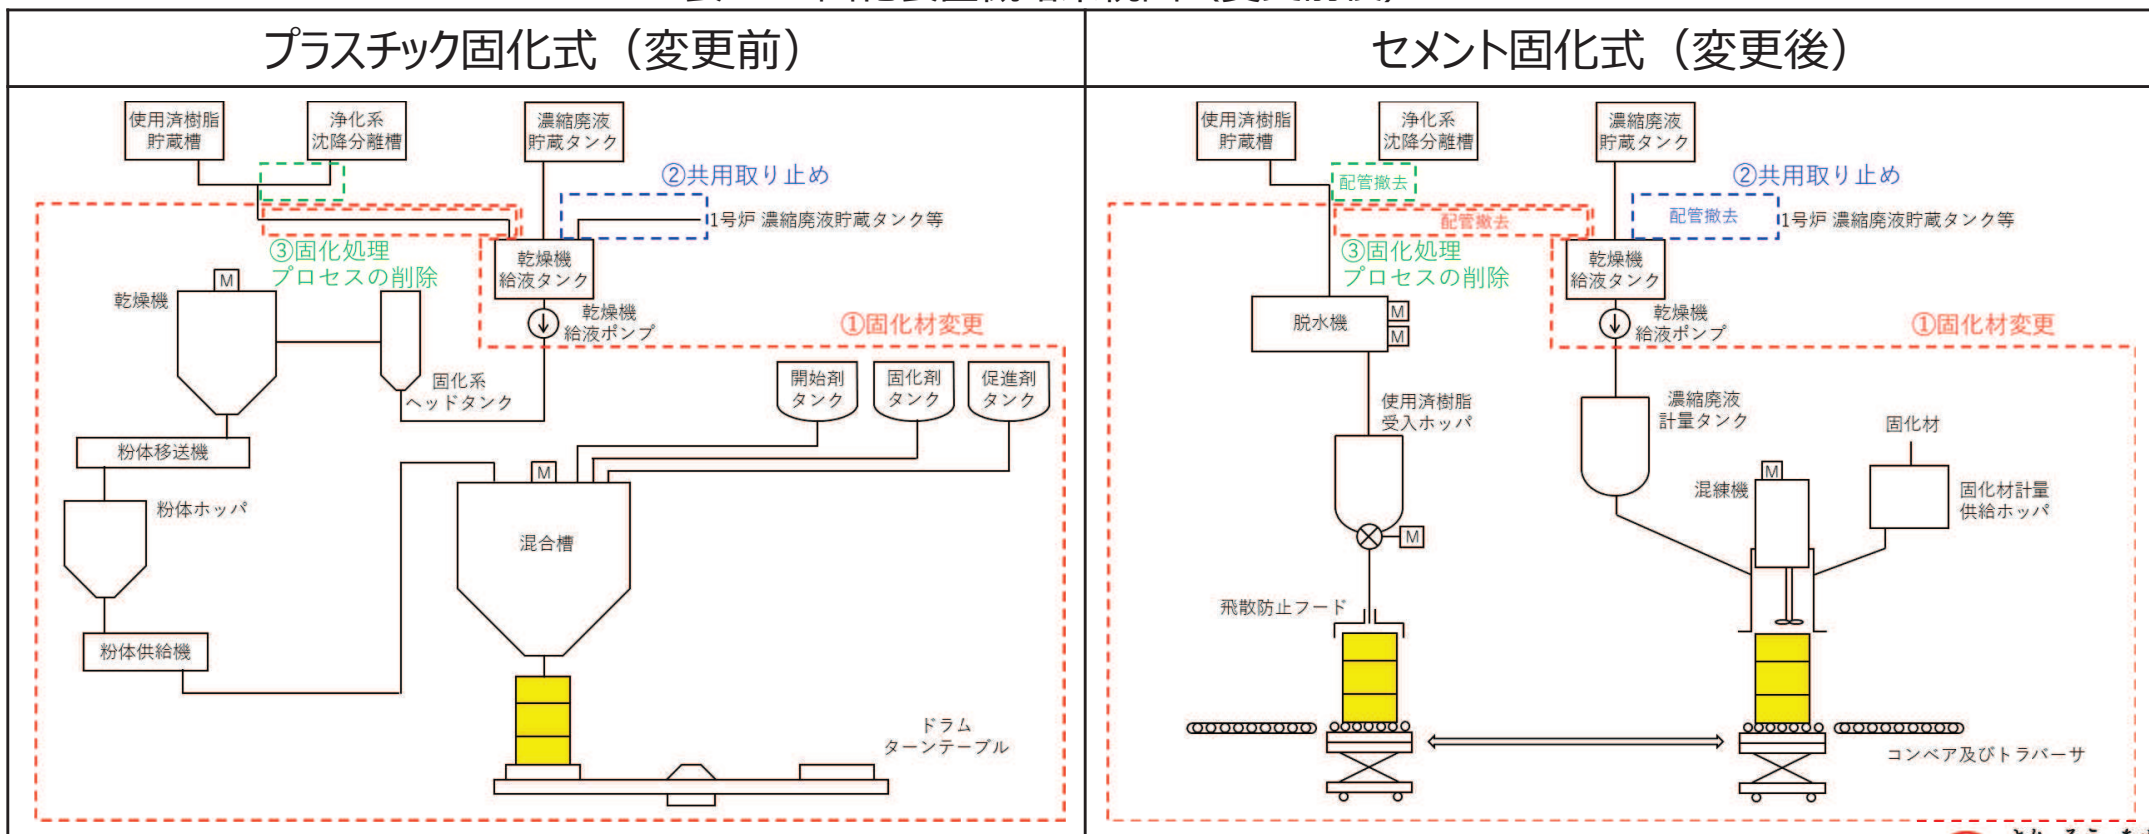 プラスチック固化式（変更前）
セメント固化式（変更後）
使用済樹脂
貯蔵槽
浄化系
沈降分離槽
濃縮廃液
貯蔵タンク
②共用取り止め
1号炉 濃縮廃液貯蔵タンク等
③固化処理
プロセスの削除
乾燥機
給液タンク
M
乾燥機
乾燥機
給液ポンプ
①固化材変更
固化系
ヘッドタンク
開始剤
タンク
固化剤
タンク
促進剤
タンク
粉体移送機
M
粉体ホッパ
混合槽
粉体供給機
ドラム
ターンテーブル
使用済樹脂
貯蔵槽
浄化系
沈降分離槽
濃縮廃液
貯蔵タンク
配管撤去
②共用取り止め
配管撤去
配管撤去
1号炉 濃縮廃液貯蔵タンク等
③固化処理
プロセスの削除
乾燥機
給液タンク
脱水機
M
M
乾燥機
給液ポンプ
①固化材変更
使用済樹脂
受入ホッパ
濃縮廃液
計量タンク
固化材
M
混練機
固化材計量
供給ホッパ
M
飛散防止フード
コンベア及びトラバーサ